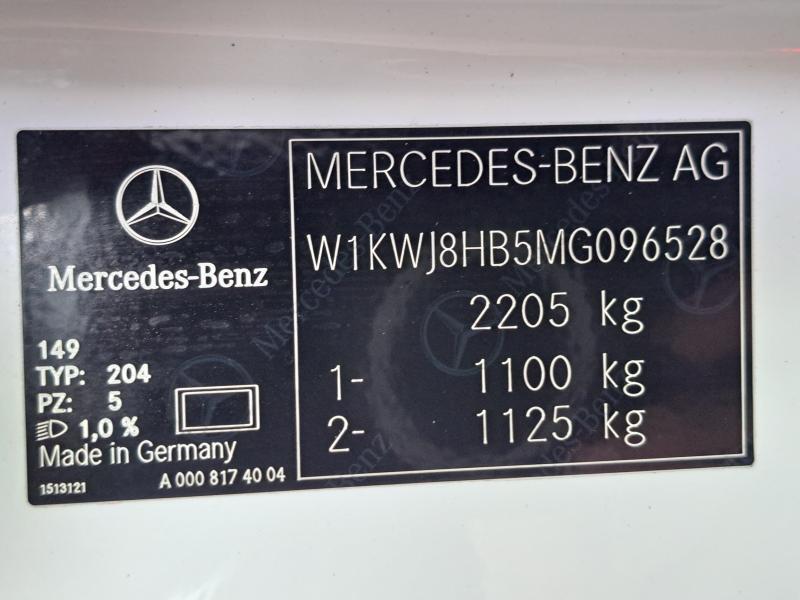 Mercedes-Benz
149
TYP: 204
PZ: 5
1,0 %
Made in Germany
1513121
A 000 817 40 04
MERCEDES-BENZ AG
W1KWJ8HB5MG096528
2205 kg
1- 1100 kg
2- 1125 kg